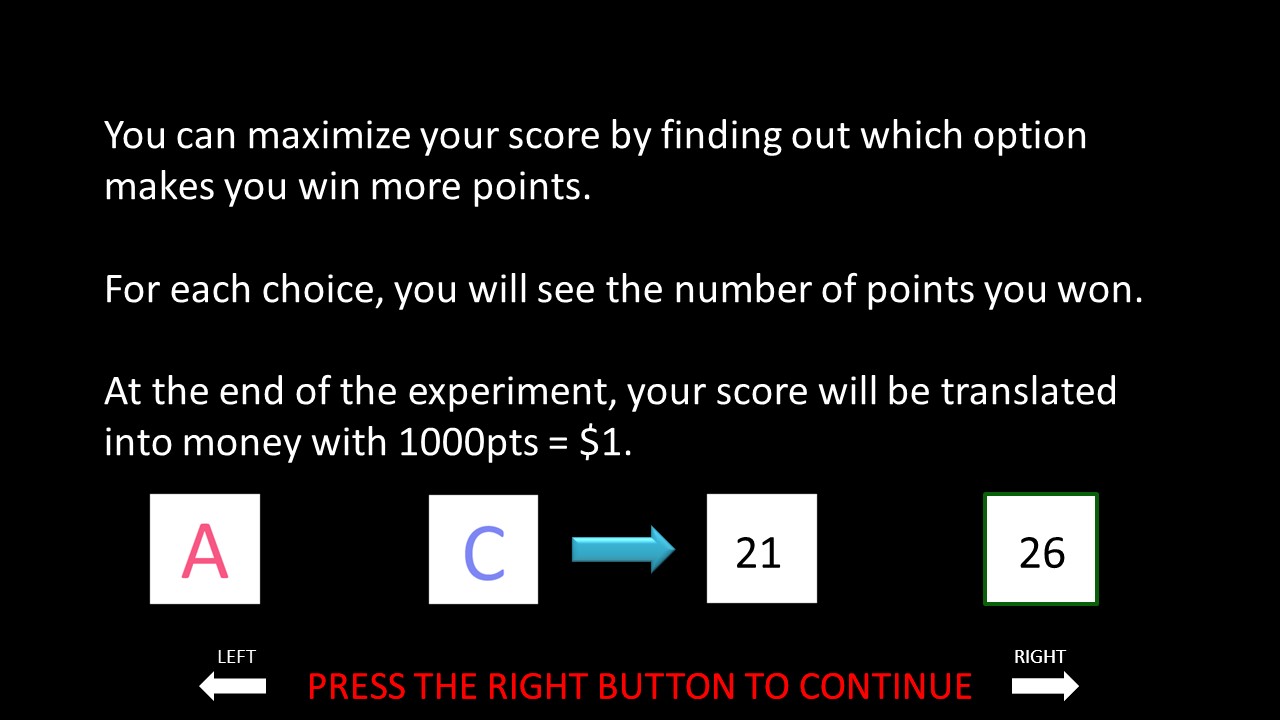 You can maximize your score by finding out which option
makes you win more points.
For each choice, you will see the number of points you won.
At the end of the experiment, your score will be translated
into money with 1000pts = $1.
A C 21 26
LEFT RIGHT
PRESS THE RIGHT BUTTON TO CONTINUE